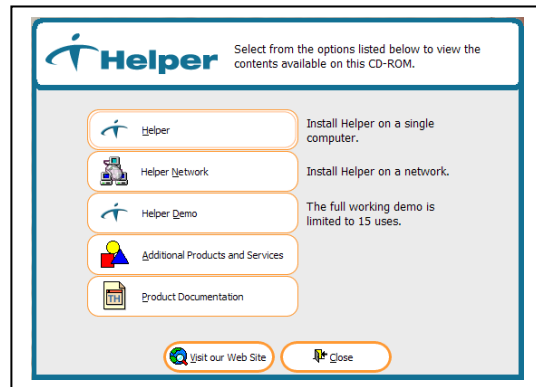 Helper
Select from the options listed below to view the
contents available on this CD-ROM.
Helper
Install Helper on a single
computer.
Helper Network
Install Helper on a network.
Helper Demo
The full working demo is
limited to 15 uses.
Additional Products and Services
TH
Product Documentation
Visit our Web Site
Close